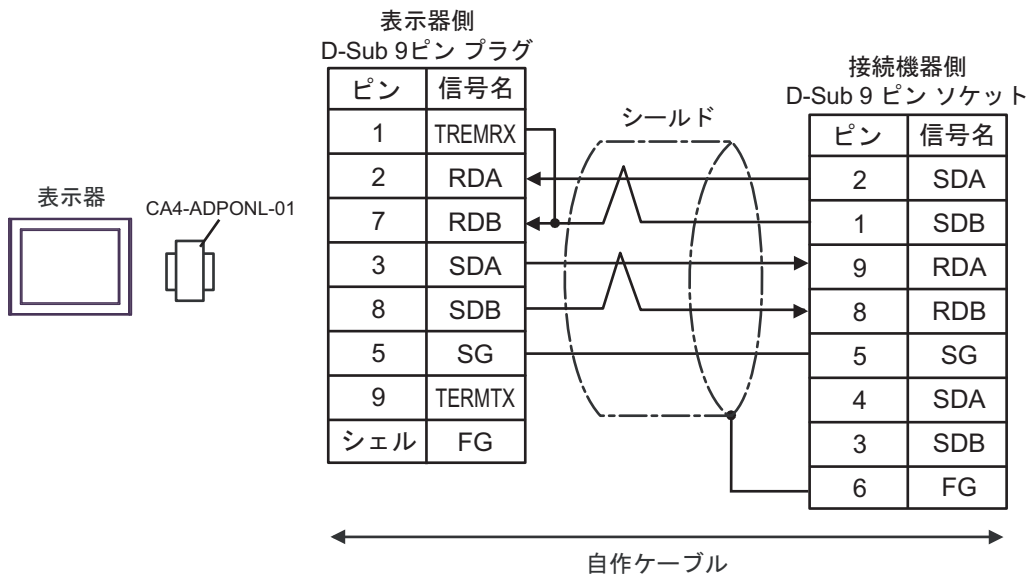 表示器側
D-Sub 9ピン プラグ
ピン 信号名
1 TREMRX
2 RDA
7 RDB
3 SDA
8 SDB
5 SG
9 TERMTX
シェル FG
シールド
接続機器側
D-Sub 9 ピン ソケット
ピン 信号名
2 SDA
1 SDB
9 RDA
8 RDB
5 SG
4 SDA
3 SDB
6 FG
表示器
CA4-ADPONL-01
自作ケーブル